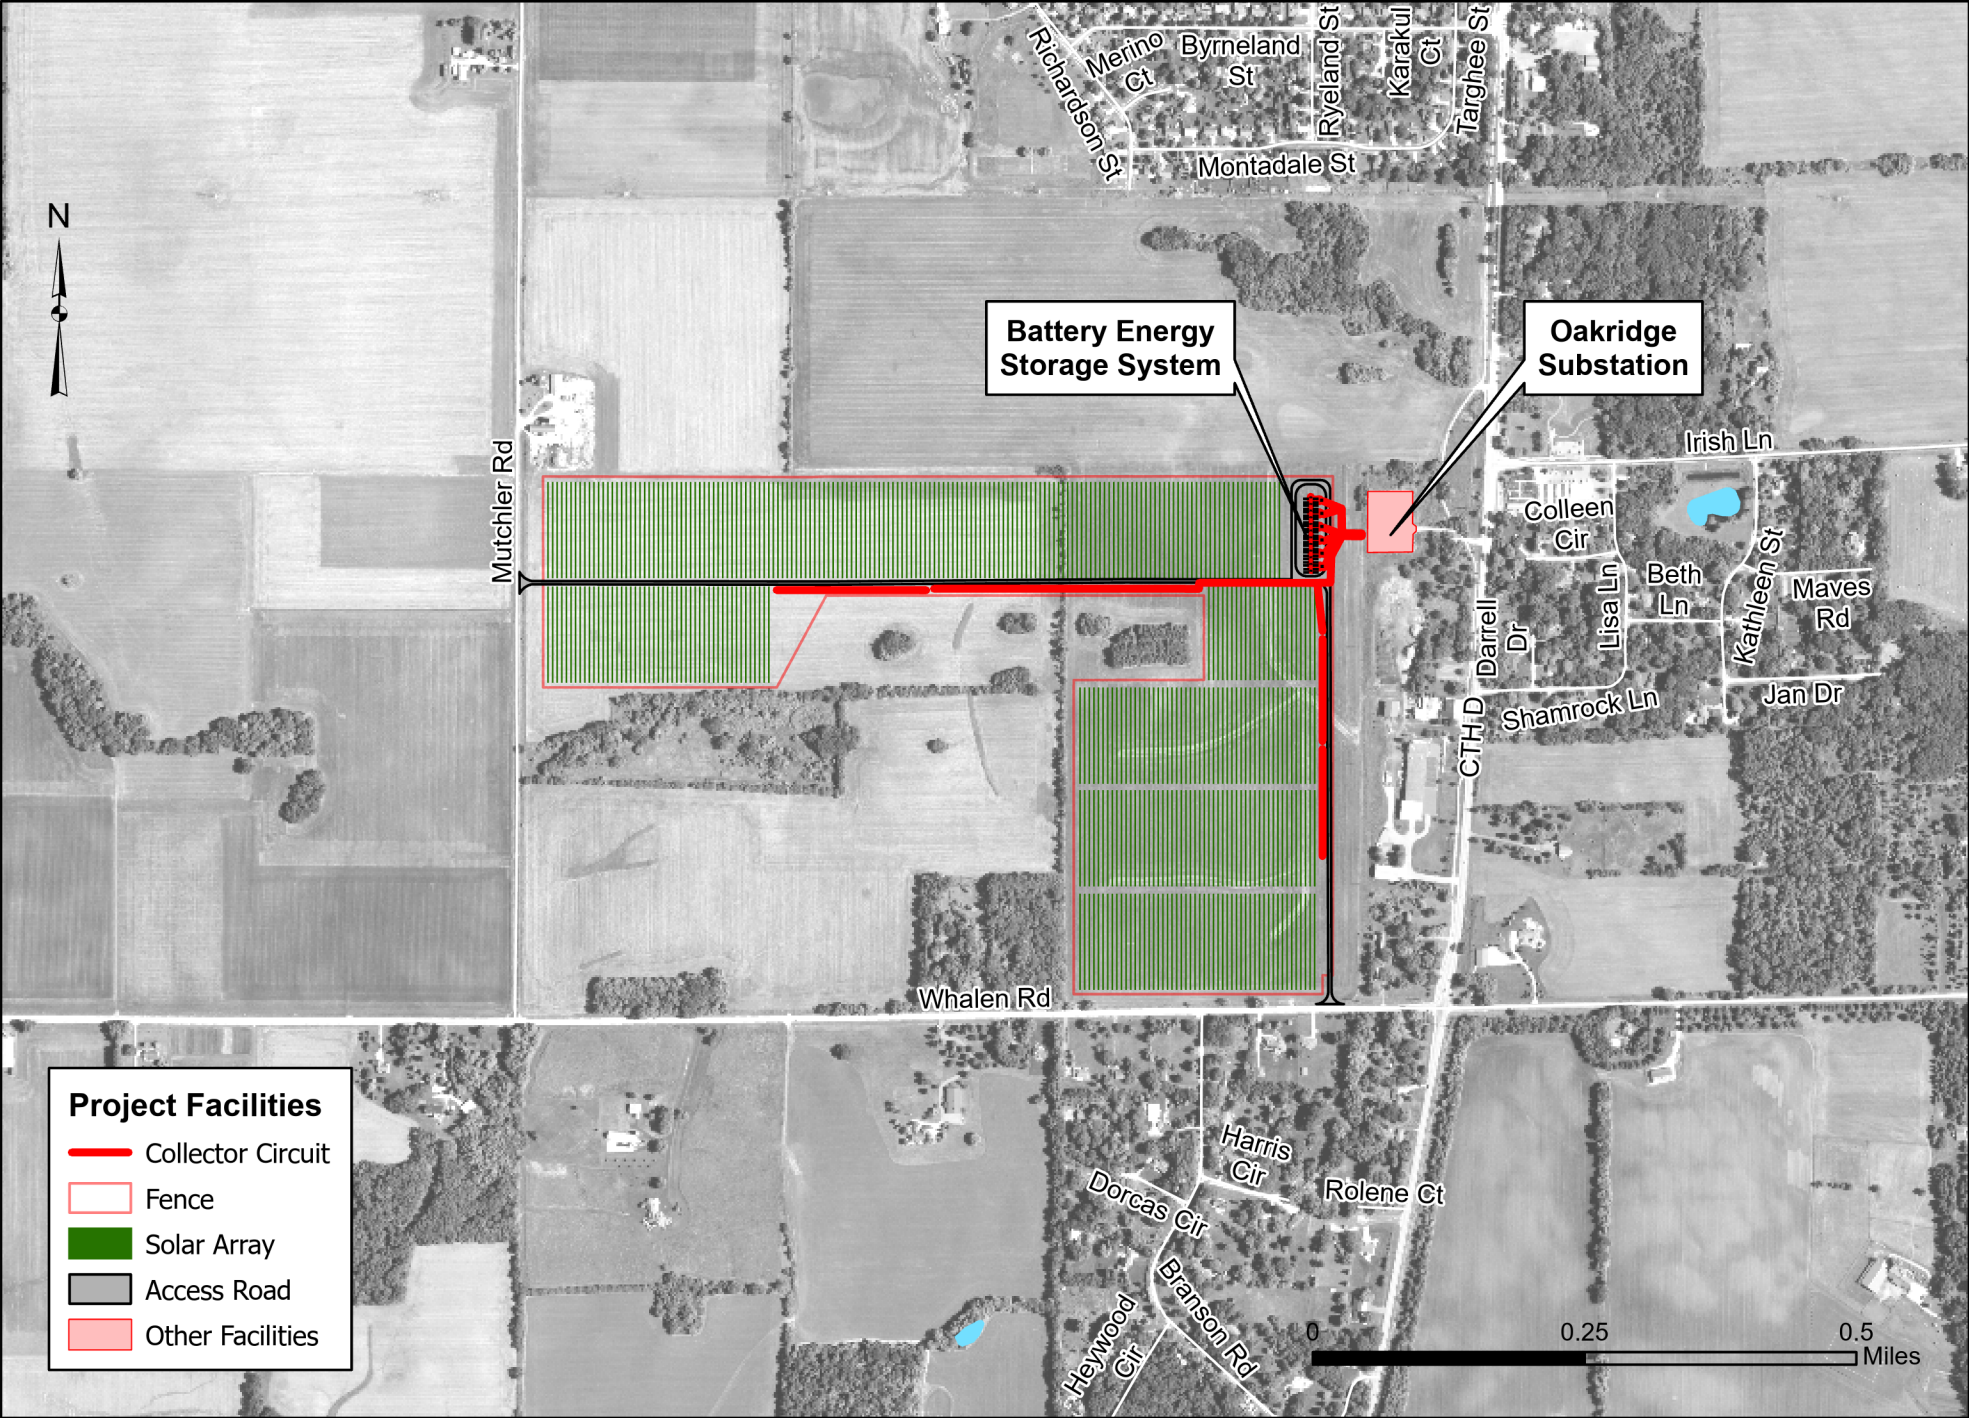 Richardson St
Merino
Ct
Byrneland
St
Ryeland St
Karakul
Ct
Targhee St
Montadale St
N
Battery Energy
Storage System
Oakridge
Substation
Mutchler Rd
Irish Ln
Colleen
Cir
Lisa Ln
Beth
Ln
Kathleen St
Maves
Rd
Darrell
Dr
Shamrock Ln
Jan Dr
CTH D
Whalen Rd
Project Facilities
Collector Circuit
Fence
Solar Array
Access Road
Other Facilities
Harris
Cir
Dorcas Cir
Rolene Ct
Branson Rd
Heywood
Cir
0
0.25
0.5
Miles